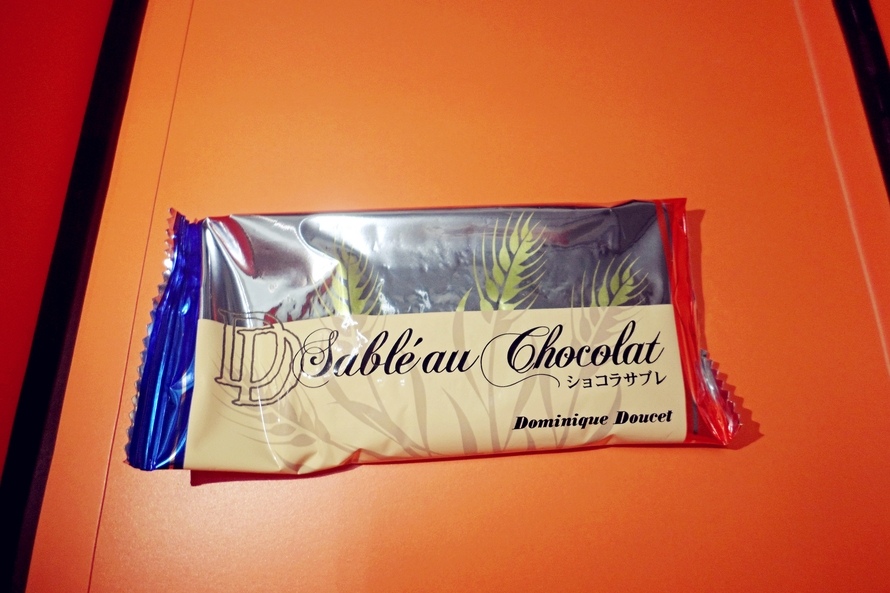 DD Sablé au Chocolat
ショコラサブレ
Dominique Doucet